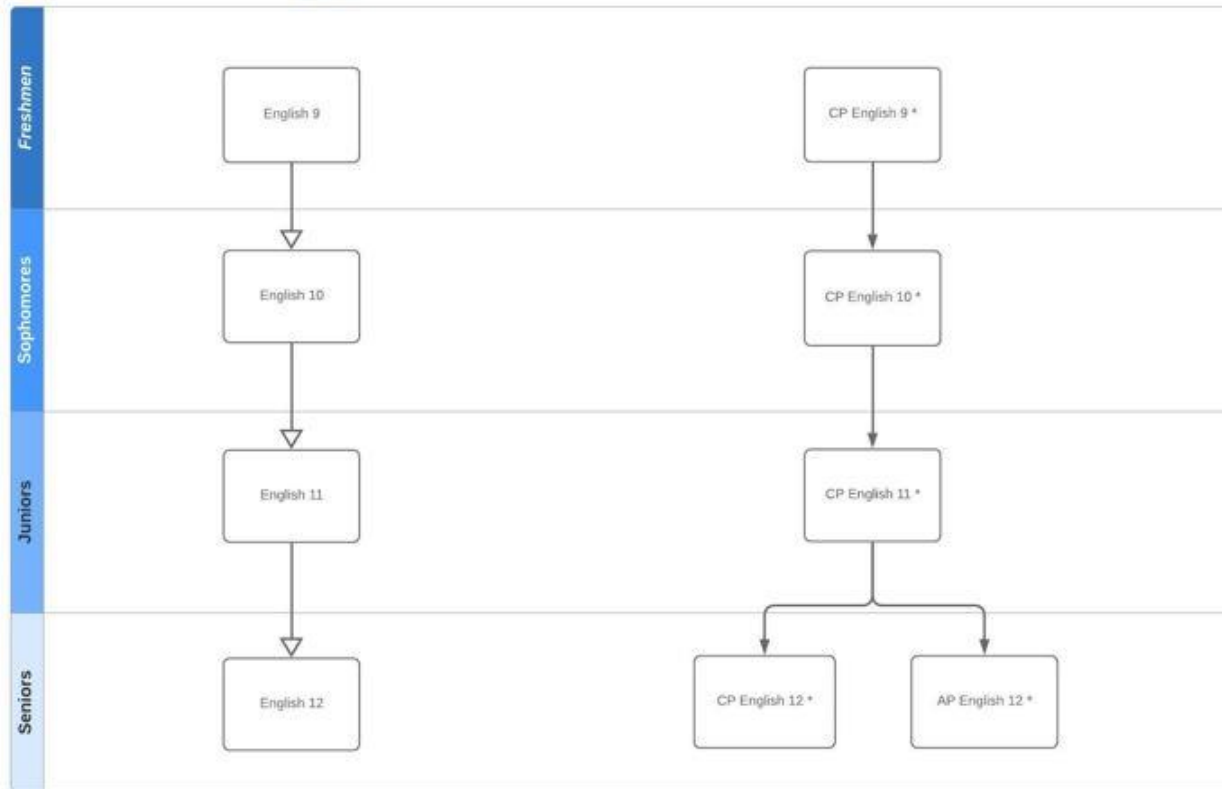 Freshmen
English 9
CP English 9 *
Sophomores
English 10
CP English 10 *
Juniors
English 11
CP English 11 *
Seniors
English 12
CP English 12 *
AP English 12 *